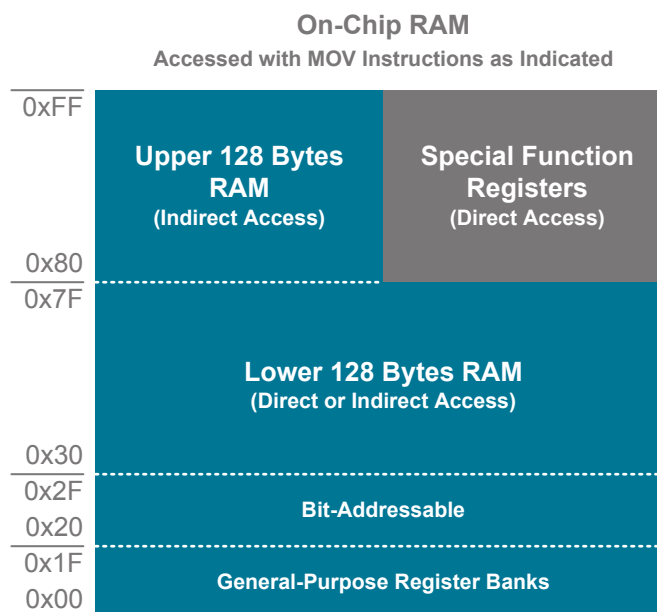 On-Chip RAM
Accessed with MOV Instructions as Indicated
0xFF
Upper 128 Bytes
RAM
(Indirect Access)
Special Function
Registers
(Direct Access)
0x80
0x7F
Lower 128 Bytes RAM
(Direct or Indirect Access)
0x30
0x2F
Bit-Addressable
0x20
0x1F
General-Purpose Register Banks
0x00